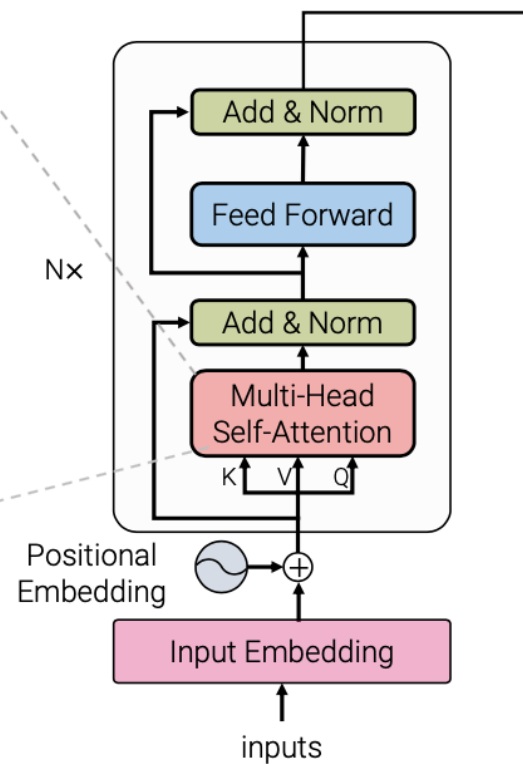 Add & Norm
Feed Forward
N×
Add & Norm
Multi-Head
Self-Attention
K V Q
Positional
Embedding
Input Embedding
inputs